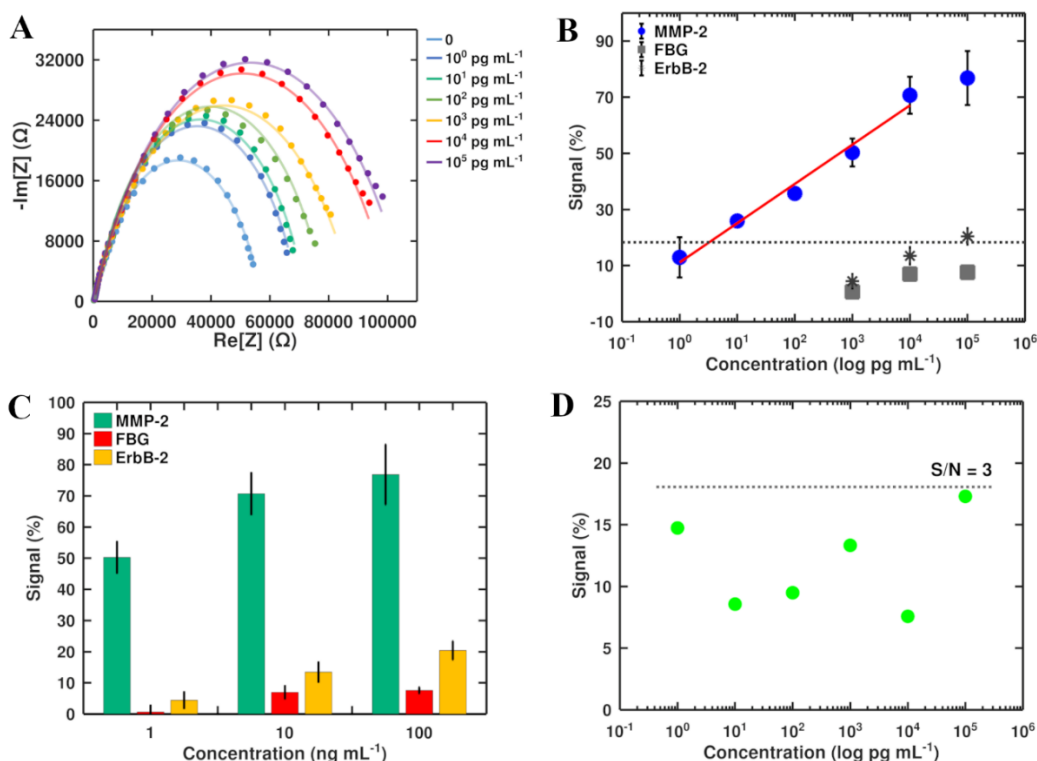 A
-Im[Z] (Ω)
32000
24000
16000
8000
0
0 20000 40000 60000 80000 100000
Re[Z] (Ω)
0
10⁰ pg mL⁻¹
10¹ pg mL⁻¹
10² pg mL⁻¹
10³ pg mL⁻¹
10⁴ pg mL⁻¹
10⁵ pg mL⁻¹
B
MMP-2
FBG
ErbB-2
Signal (%)
90
70
50
30
10
-10
10⁻¹ 10⁰ 10¹ 10² 10³ 10⁴ 10⁵ 10⁶
Concentration (log pg mL⁻¹)
C
MMP-2
FBG
ErbB-2
Signal (%)
100
90
80
70
60
50
40
30
20
10
0
1 10 100
Concentration (ng mL⁻¹)
D
S/N = 3
Signal (%)
25
20
15
10
5
0
10⁻¹ 10⁰ 10¹ 10² 10³ 10⁴ 10⁵ 10⁶
Concentration (log pg mL⁻¹)